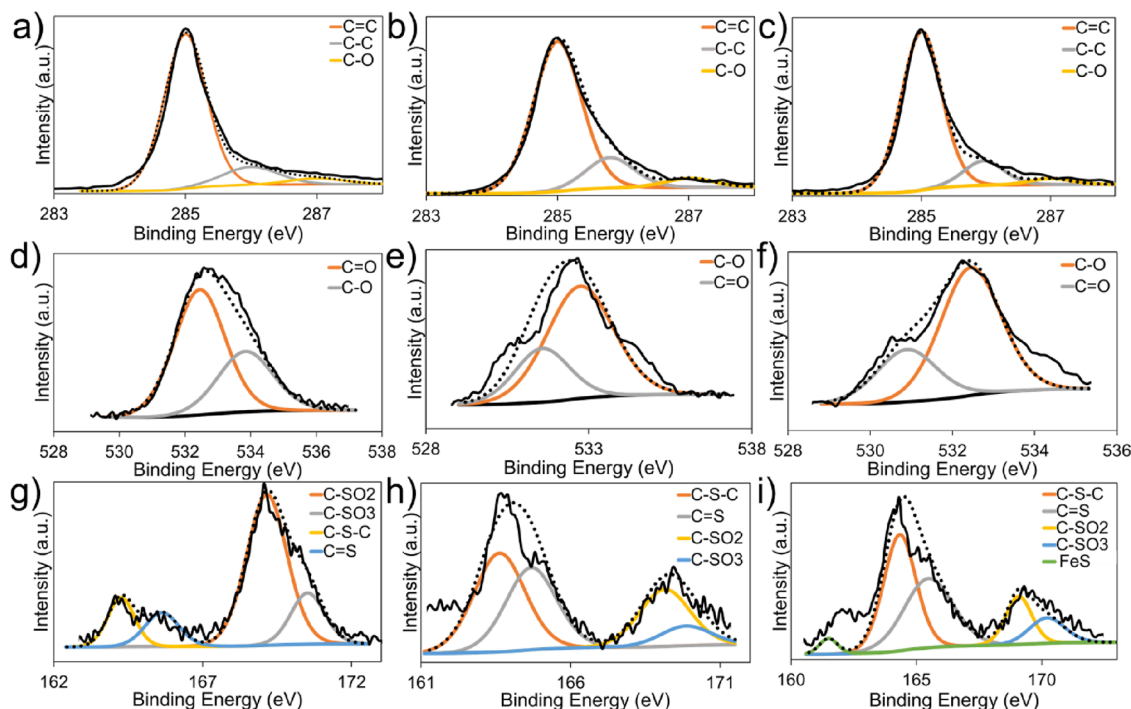 a)
C=C
C-C
C-O
Intensity (a.u.)
283
285
287
Binding Energy (eV)
b)
C=C
C-C
C-O
Intensity (a.u.)
283
285
287
Binding Energy (eV)
c)
C=C
C-C
C-O
Intensity (a.u.)
283
285
287
Binding Energy (eV)
d)
C=O
C-O
Intensity (a.u.)
528
530
532
534
536
538
Binding Energy (eV)
e)
C-O
C=O
Intensity (a.u.)
528
533
538
Binding Energy (eV)
f)
C-O
C=O
Intensity (a.u.)
528
530
532
534
536
Binding Energy (eV)
g)
C-SO2
C-SO3
C-S-C
C=S
Intensity (a.u.)
162
167
172
Binding Energy (eV)
h)
C-S-C
C=S
C-SO2
C-SO3
Intensity (a.u.)
161
166
171
Binding Energy (eV)
i)
C-S-C
C=S
C-SO2
C-SO3
FeS
Intensity (a.u.)
160
165
170
Binding Energy (eV)